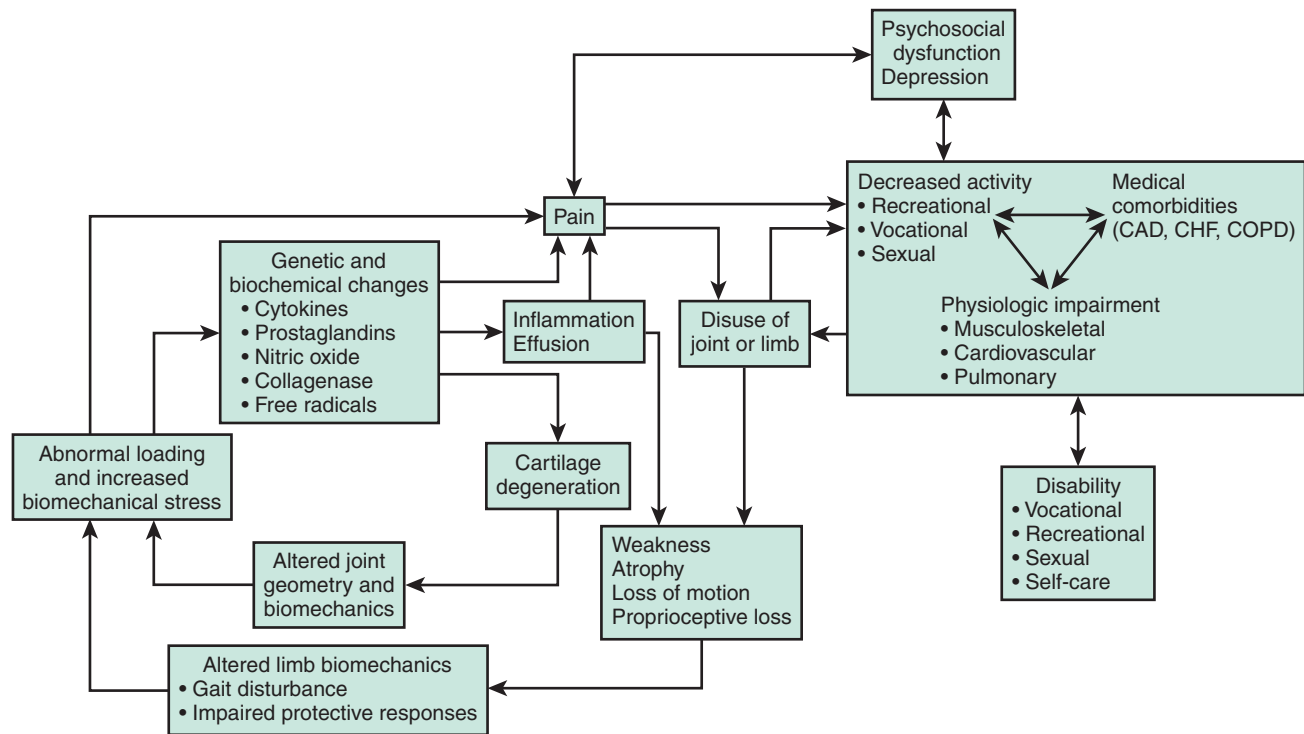 Psychosocial
dysfunction
Depression
Decreased activity
• Recreational
• Vocational
• Sexual
Medical
comorbidities
(CAD, CHF, COPD)
Physiologic impairment
• Musculoskeletal
• Cardiovascular
• Pulmonary
Pain
Genetic and
biochemical changes
• Cytokines
• Prostaglandins
• Nitric oxide
• Collagenase
• Free radicals
Inflammation
Effusion
Disuse of
joint or limb
Abnormal loading
and increased
biomechanical stress
Cartilage
degeneration
Disability
• Vocational
• Recreational
• Sexual
• Self-care
Altered joint
geometry and
biomechanics
Weakness
Atrophy
Loss of motion
Proprioceptive loss
Altered limb biomechanics
• Gait disturbance
• Impaired protective responses